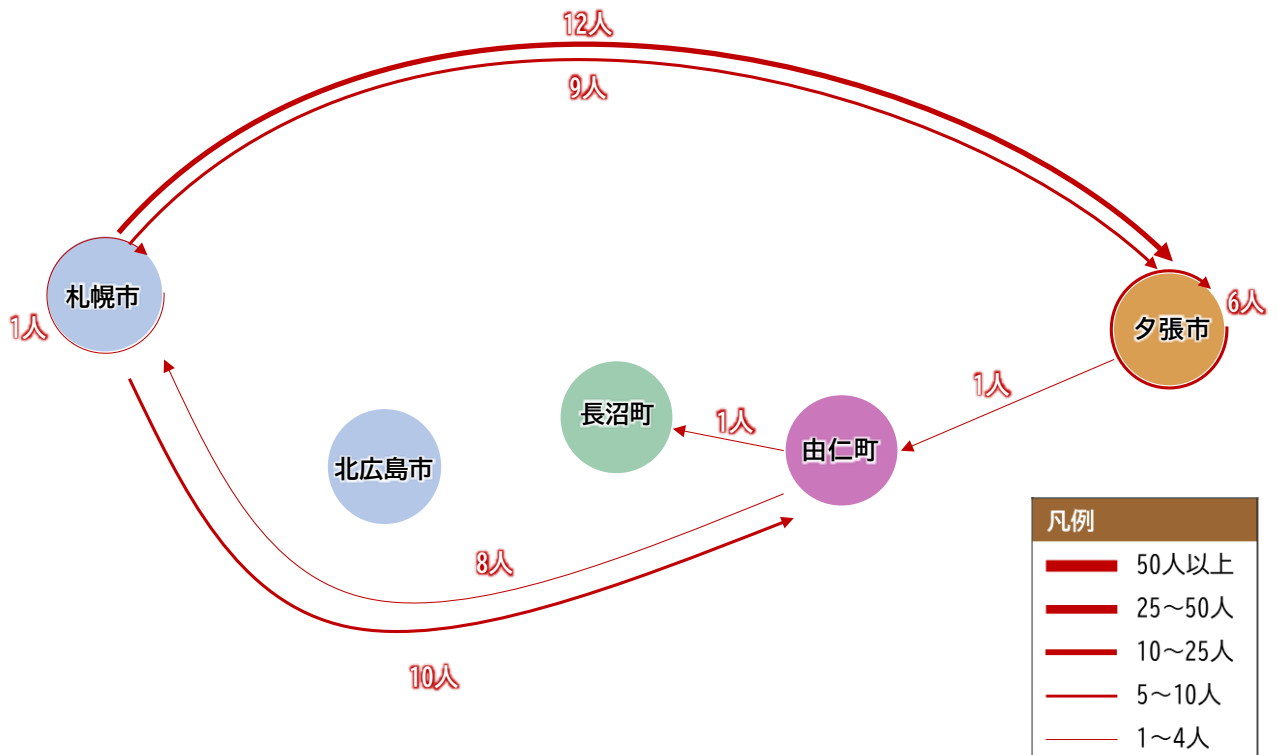 12人
9人
札幌市
1人
夕張市
6人
1人
長沼町
1人
由仁町
北広島市
8人
10人
凡例
50人以上
25～50人
10～25人
5～10人
1～4人